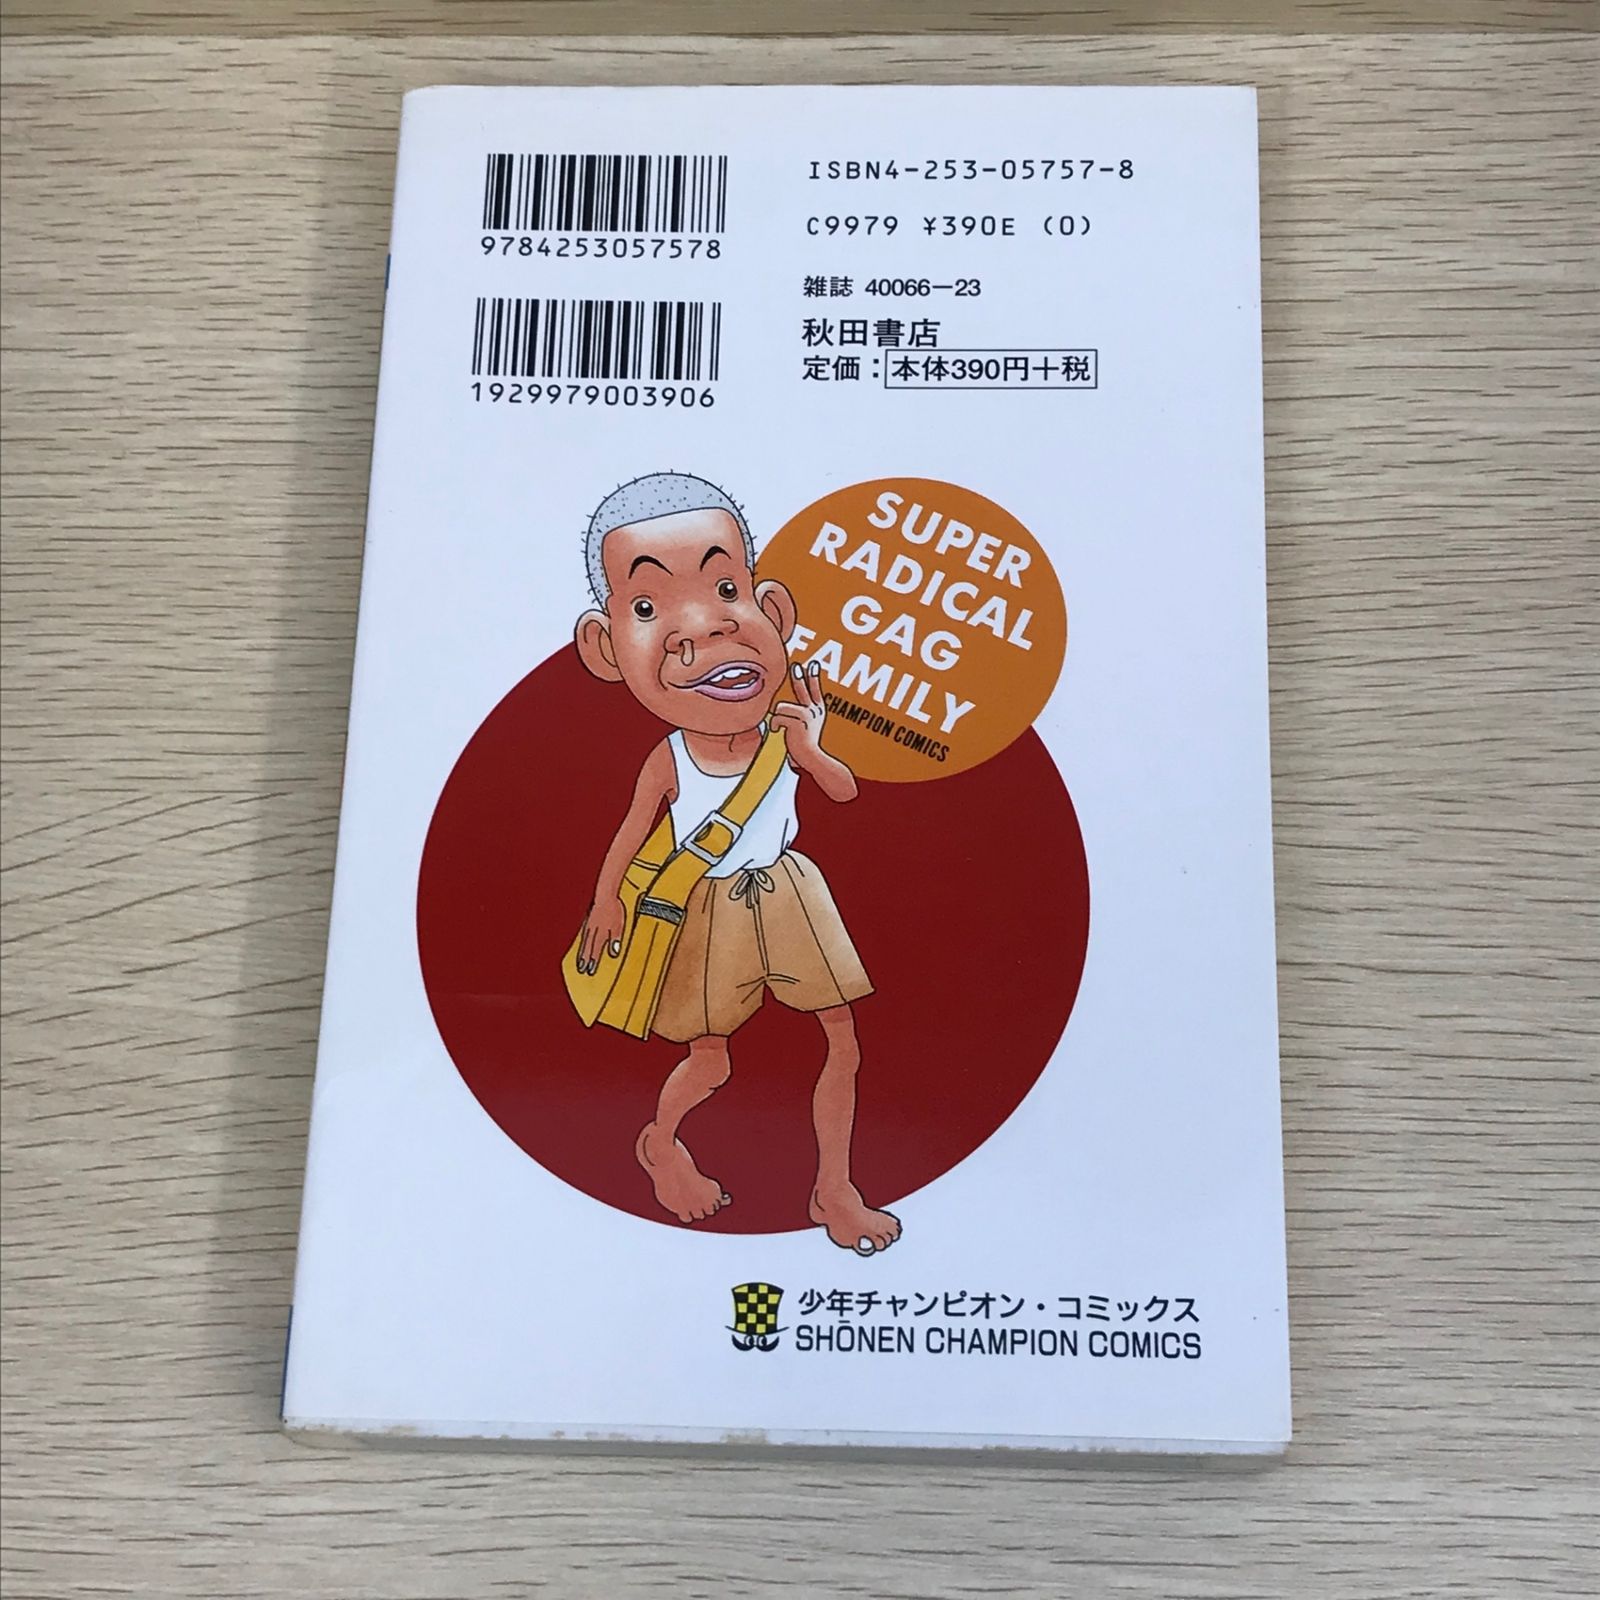 ISBN4-253-05757-8
C9979 ¥390E (0)
9784253057578
雑誌 40066-23
秋田書店
定価：本体390円+税
1929979003906
SUPER
RADICAL
GAG
FAMILY
CHAMPION COMICS
少年チャンピオン・コミックス
SHŌNEN CHAMPION COMICS